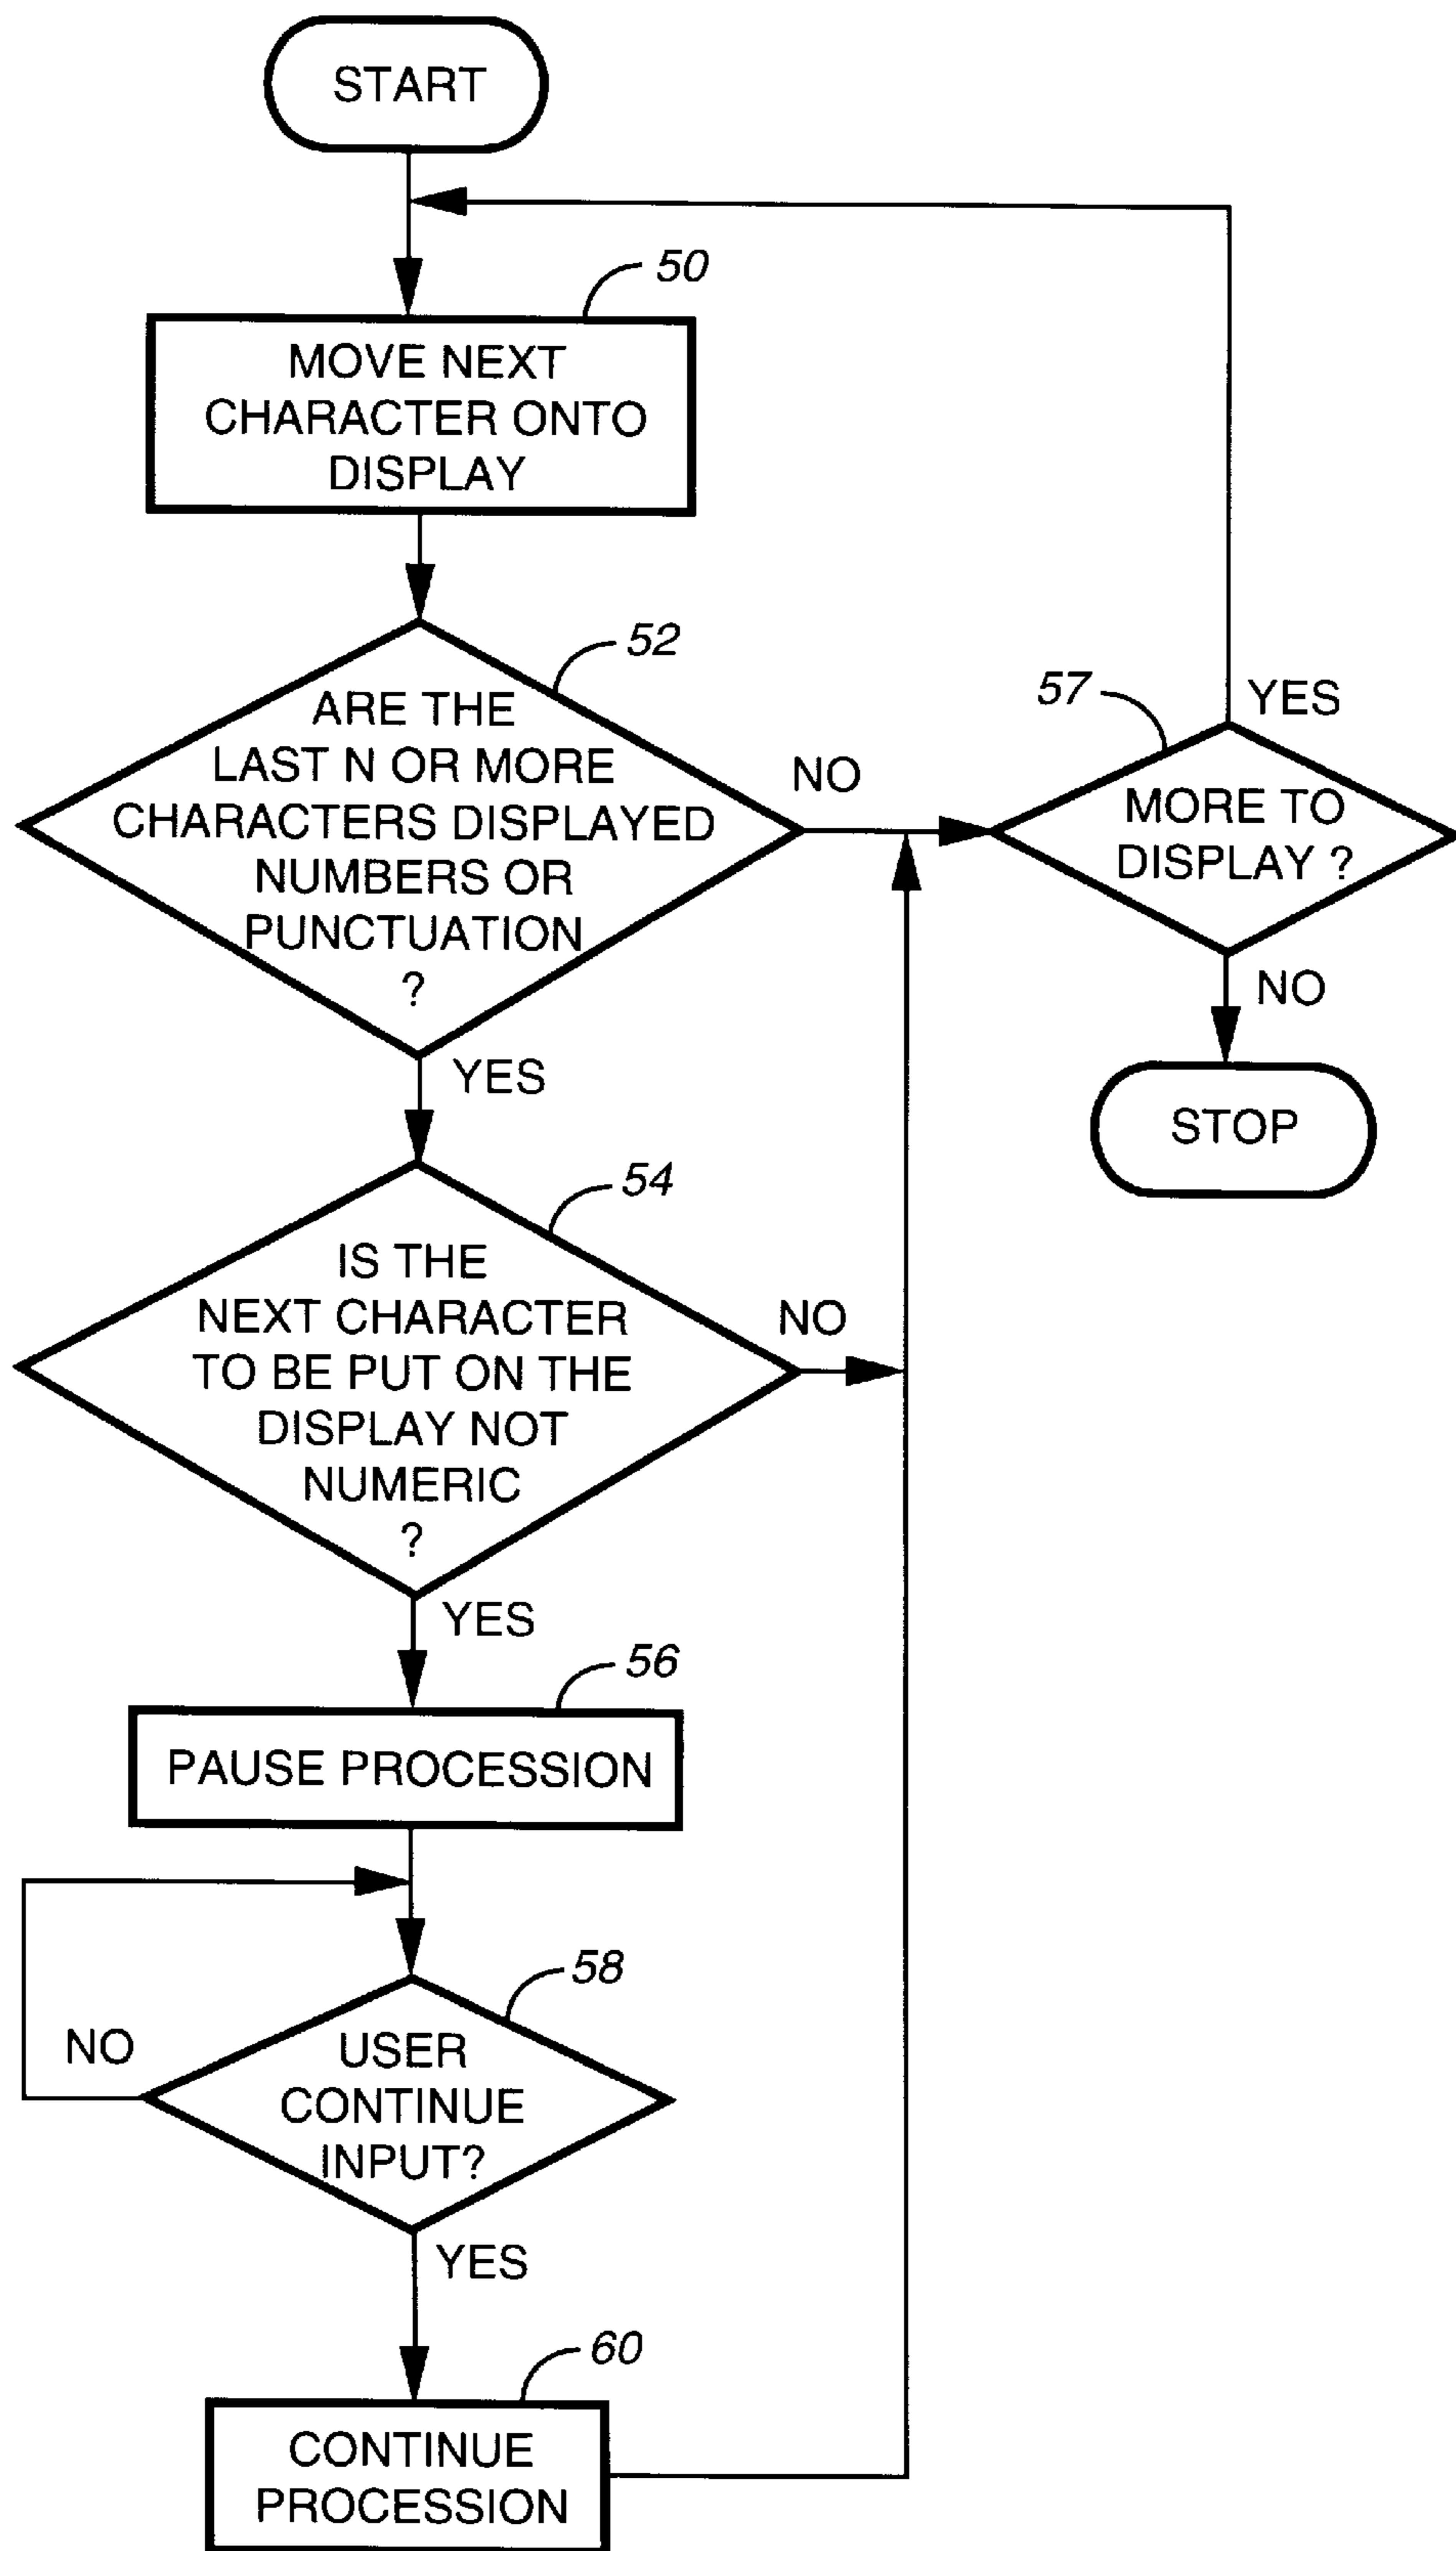 START
50
MOVE NEXT
CHARACTER ONTO
DISPLAY
52
ARE THE
LAST N OR MORE
CHARACTERS DISPLAYED
NUMBERS OR
PUNCTUATION
?
NO
YES
57
YES
MORE TO
DISPLAY ?
NO
STOP
54
IS THE
NEXT CHARACTER
TO BE PUT ON THE
DISPLAY NOT
NUMERIC
?
NO
YES
56
PAUSE PROCESSION
58
NO
USER
CONTINUE
INPUT?
YES
60
CONTINUE
PROCESSION